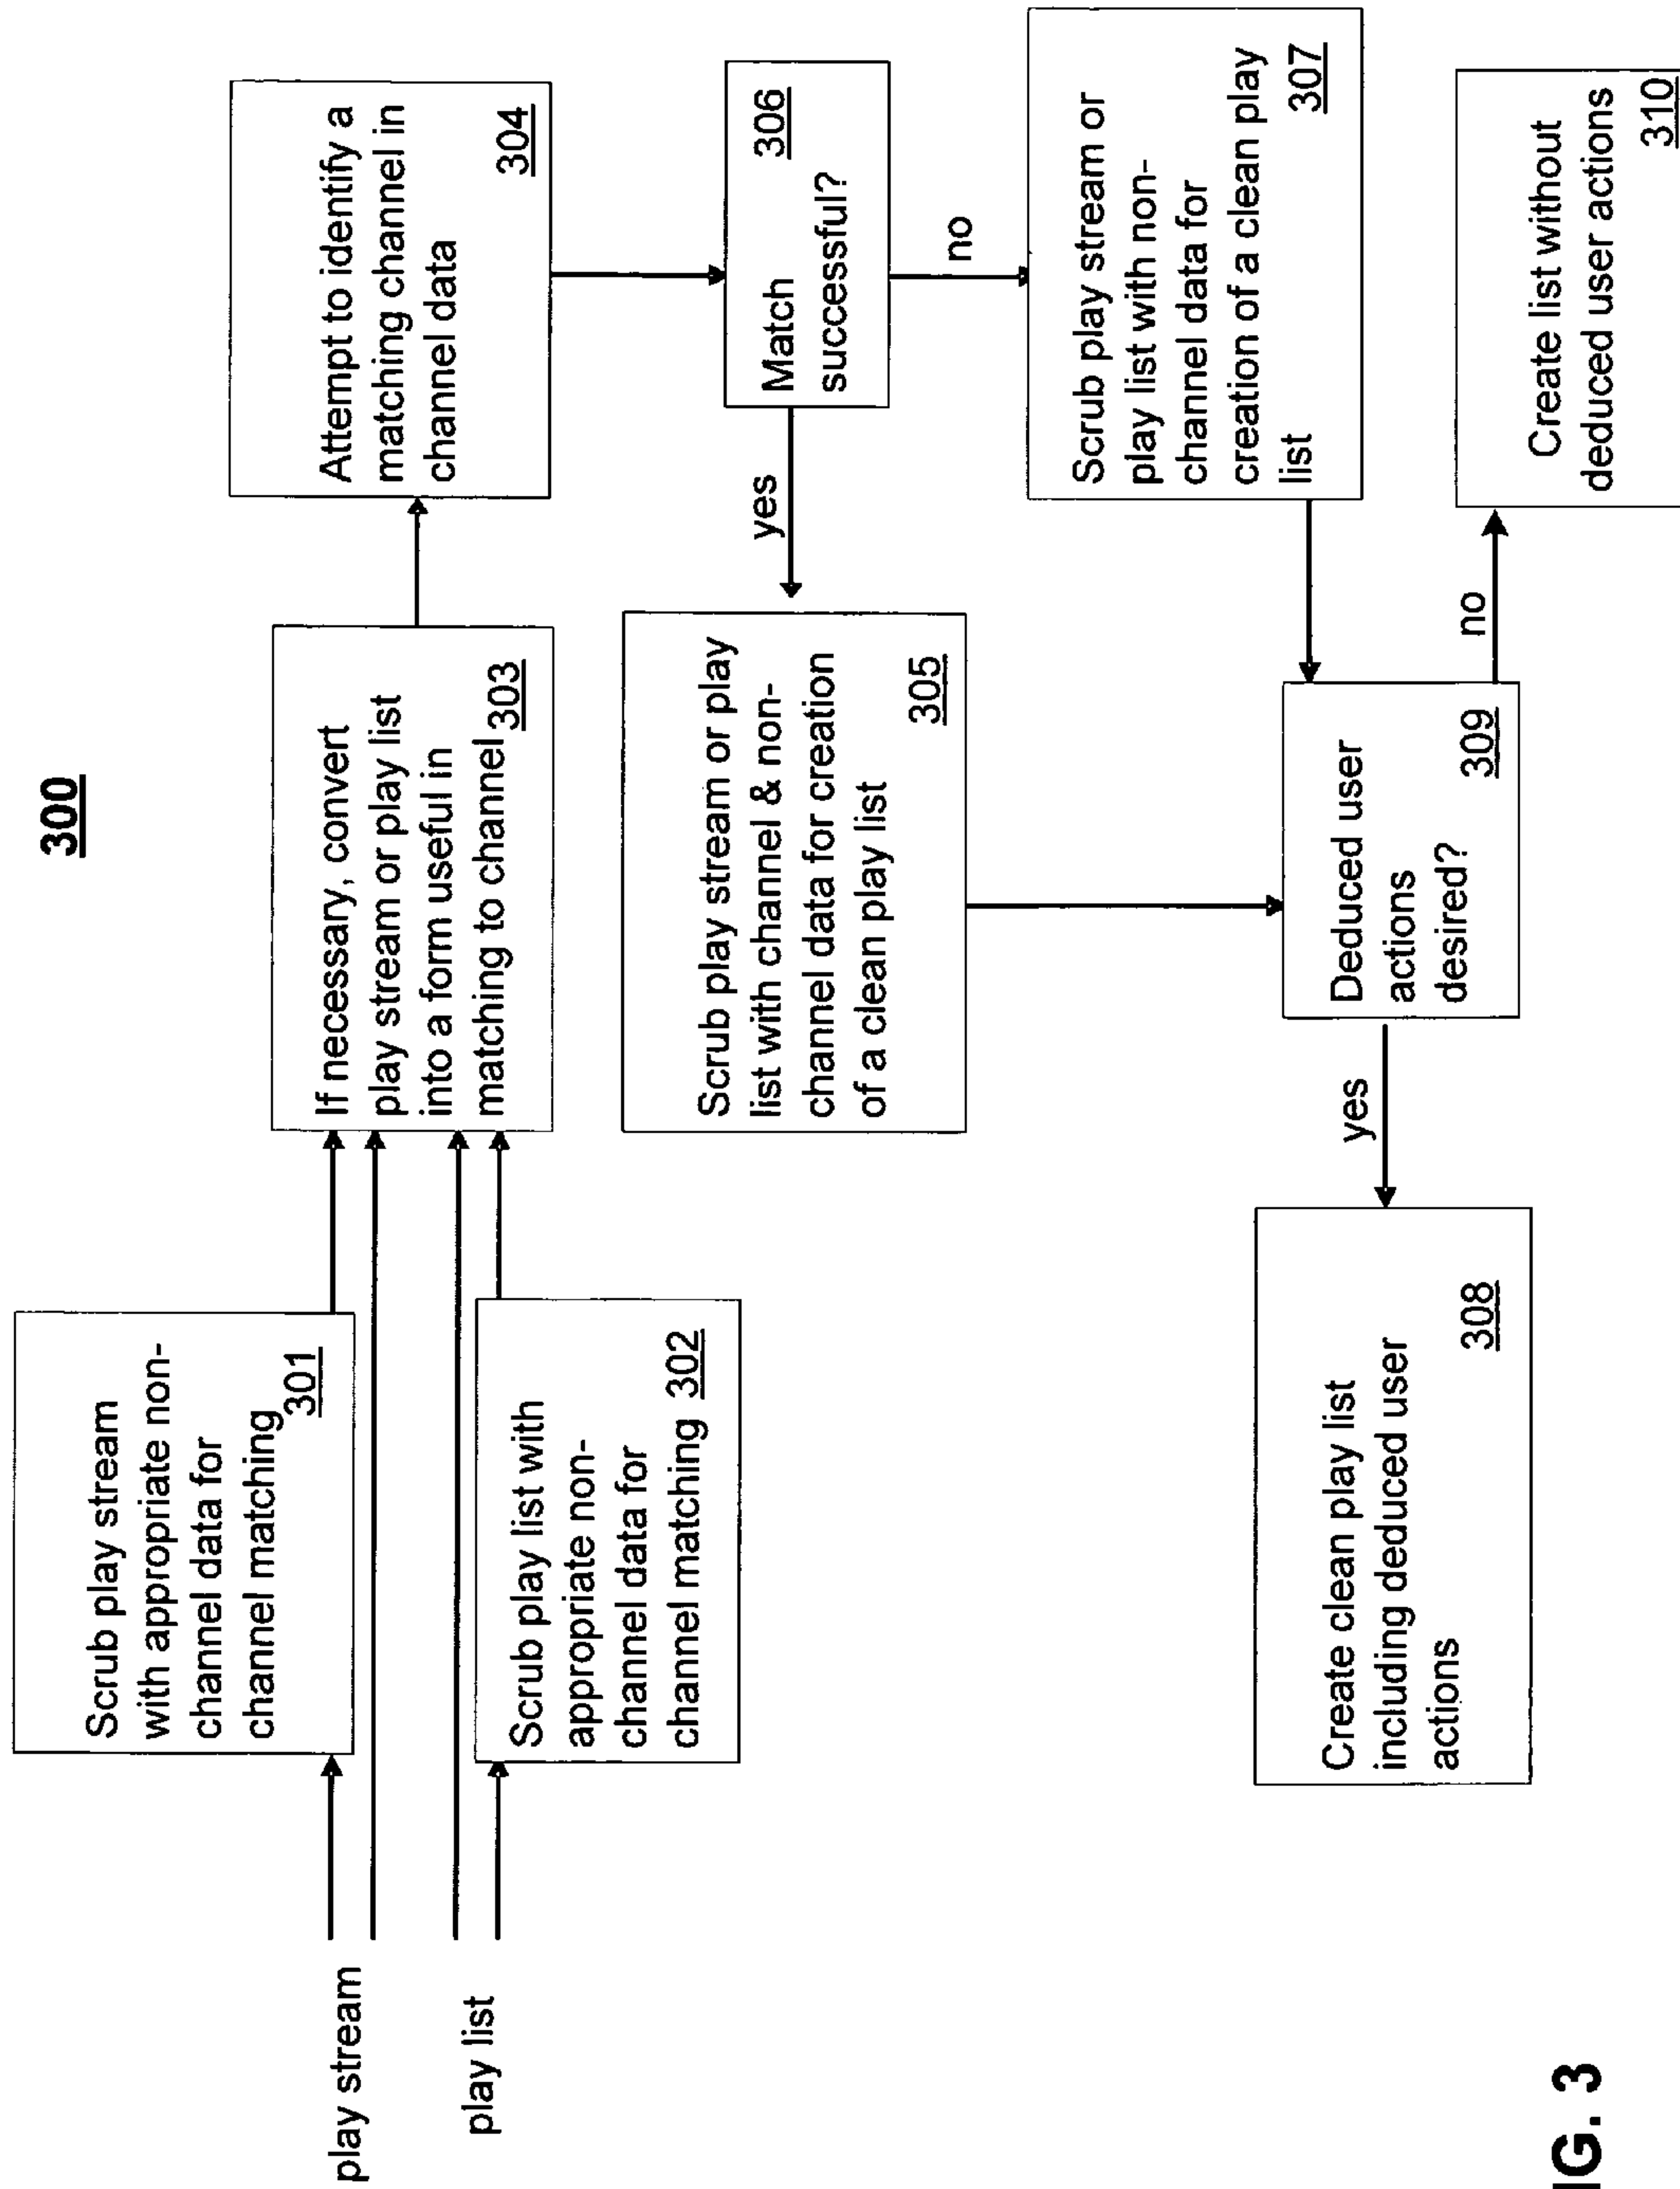 300
Scrub play stream
with appropriate non-
channel data for
channel matching
301
play stream
play list
Scrub play list with
appropriate non-
channel data for
channel matching 302
If necessary, convert
play stream or play list
into a form useful in
matching to channel 303
Attempt to identify a
matching channel in
channel data
304
Match
successful?
306
yes
no
Scrub play stream or play
list with channel & non-
channel data for creation
of a clean play list
305
Scrub play stream or
play list with non-
channel data for
creation of a clean play
list
307
Deduced user
actions
desired?
309
yes
no
Create clean play list
including deduced user
actions
308
Create list without
deduced user actions
310
IG. 3